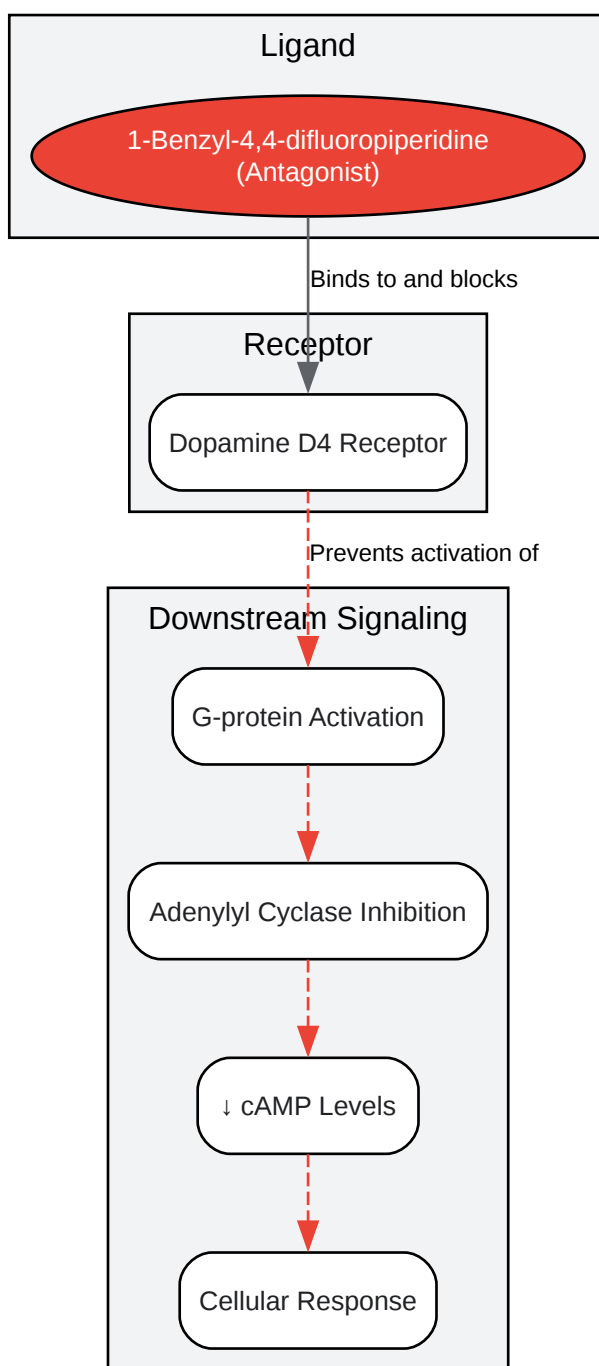 Ligand
1-Benzyl-4,4-difluoropiperidine
(Antagonist)
Binds to and blocks
Receptor
Dopamine D4 Receptor
Prevents activation of
Downstream Signaling
G-protein Activation
Adenylyl Cyclase Inhibition
↓ cAMP Levels
Cellular Response